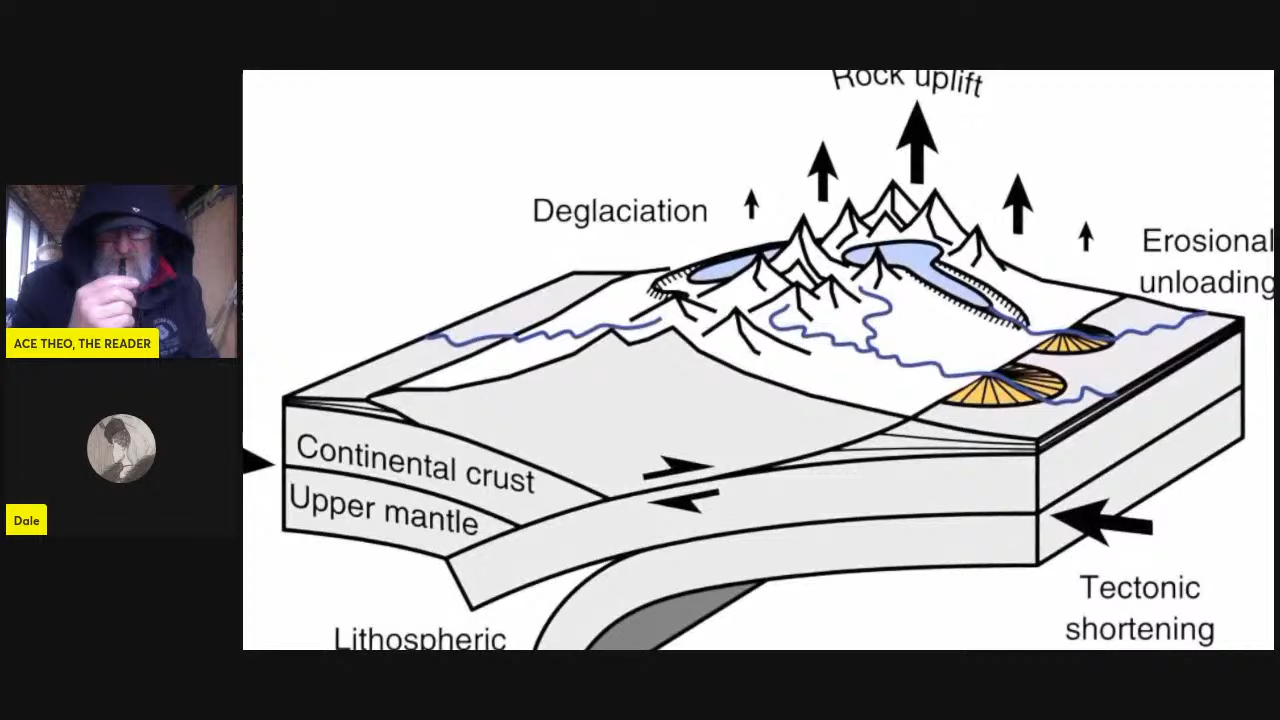 Rock uplift
Deglaciation
Erosional
unloading
ACE THEO, THE READER
Continental crust
Upper mantle
Dale
Tectonic
shortening
Lithospheric